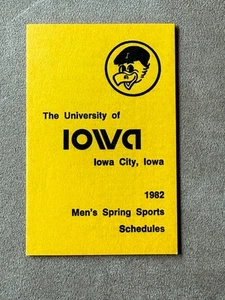 The University of
IOWA
Iowa City, Iowa
1982
Men's Spring Sports
Schedules